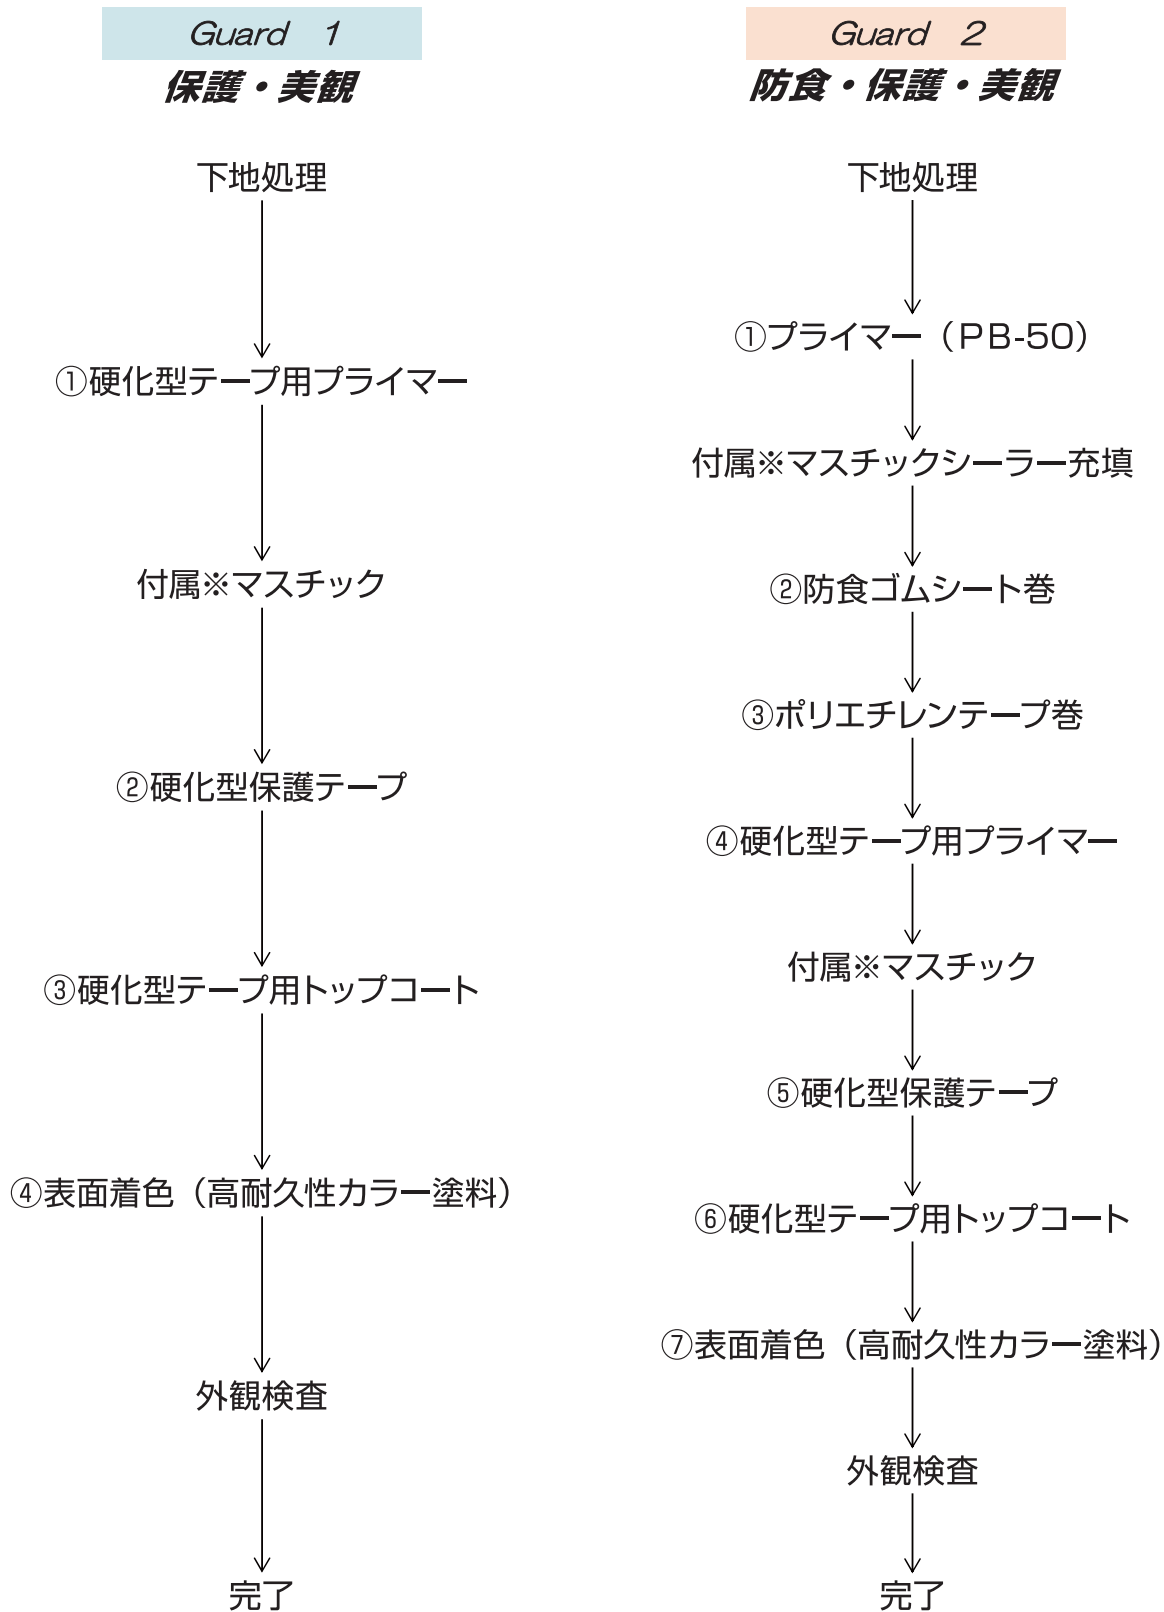 Guard 1
保護・美観
下地処理
①硬化型テープ用プライマー
付属※マスチック
②硬化型保護テープ
③硬化型テープ用トップコート
④表面着色（高耐久性カラー塗料）
外観検査
完了
Guard 2
防食・保護・美観
下地処理
①プライマー（PB-50）
付属※マスチックシーラー充填
②防食ゴムシート巻
③ポリエチレンテープ巻
④硬化型テープ用プライマー
付属※マスチック
⑤硬化型保護テープ
⑥硬化型テープ用トップコート
⑦表面着色（高耐久性カラー塗料）
外観検査
完了